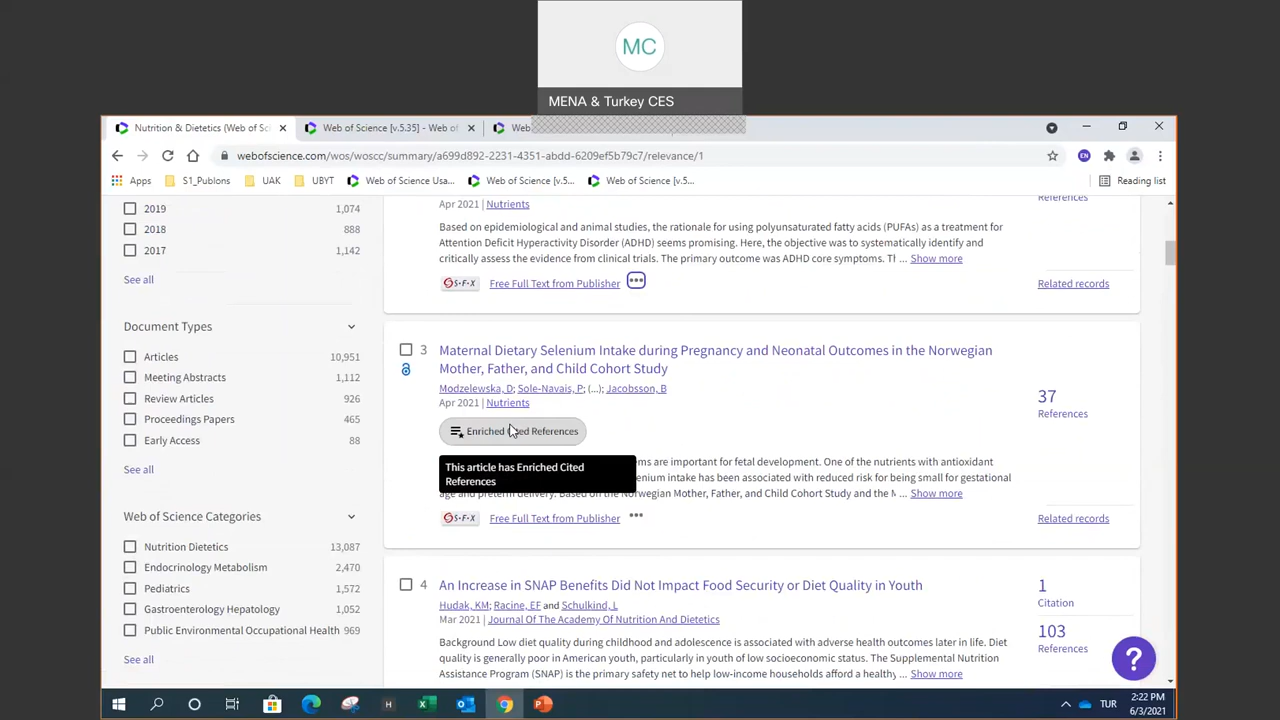 MC
MENA & Turkey CES
Nutrition & Dietetics (Web of Sc
Web of Science [v.5.35] - Web of
Web
webofscience.com/wos/woscc/summary/a699d892-2231-4351-abdd-6209ef5b79c7/relevance/1
EN
Apps
S1_Publons
UAK
UBYT
Web of Science Usa...
Web of Science [v.5...
Web of Science [v.5...
Reading list
2019 1,074
2018 888
2017 1,142
See all
Document Types
Articles 10,951
Meeting Abstracts 1,112
Review Articles 926
Proceedings Papers 465
Early Access 88
See all
Web of Science Categories
Nutrition Dietetics 13,087
Endocrinology Metabolism 2,470
Pediatrics 1,572
Gastroenterology Hepatology 1,052
Public Environmental Occupational Health 969
See all
References
Apr 2021 | Nutrients
Based on epidemiological and animal studies, the rationale for using polyunsaturated fatty acids (PUFAs) as a treatment for
Attention Deficit Hyperactivity Disorder (ADHD) seems promising. Here, the objective was to systematically identify and
critically assess the evidence from clinical trials. The primary outcome was ADHD core symptoms. Tl ... Show more
S·F·X Free Full Text from Publisher •••
Related records
3 Maternal Dietary Selenium Intake during Pregnancy and Neonatal Outcomes in the Norwegian
Mother, Father, and Child Cohort Study
Modzelewska, D; Sole-Navais, P; (...); Jacobsson, B
Apr 2021 | Nutrients
37
References
Enriched Cited References
This article has Enriched Cited
References
ems are important for fetal development. One of the nutrients with antioxidant
lenium intake has been associated with reduced risk for being small for gestational
age and preterm delivery. Based on the Norwegian Mother, Father, and Child Cohort Study and the M ... Show more
S·F·X Free Full Text from Publisher •••
Related records
4 An Increase in SNAP Benefits Did Not Impact Food Security or Diet Quality in Youth
Hudak, KM; Racine, EF and Schulkind, L
Mar 2021 | Journal Of The Academy Of Nutrition And Dietetics
1
Citation
103
References
Background Low diet quality during childhood and adolescence is associated with adverse health outcomes later in life. Diet
quality is generally poor in American youth, particularly in youth of low socioeconomic status. The Supplemental Nutrition
Assistance Program (SNAP) is the primary safety net to help low-income households afford a healthy ... Show more
?
H
TUR
2:22 PM
6/3/2021